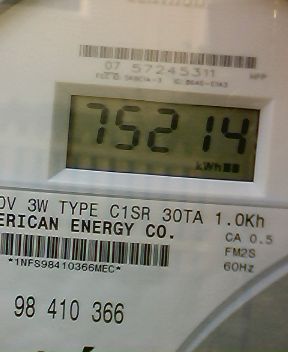 07 57245311
75214
kWh
0V 3W TYPE C1SR 30TA 1.0Kh
ERICAN ENERGY CO.
CA 0.5
FM2S
60Hz
*1NFS98410366MEC*
98 410 366